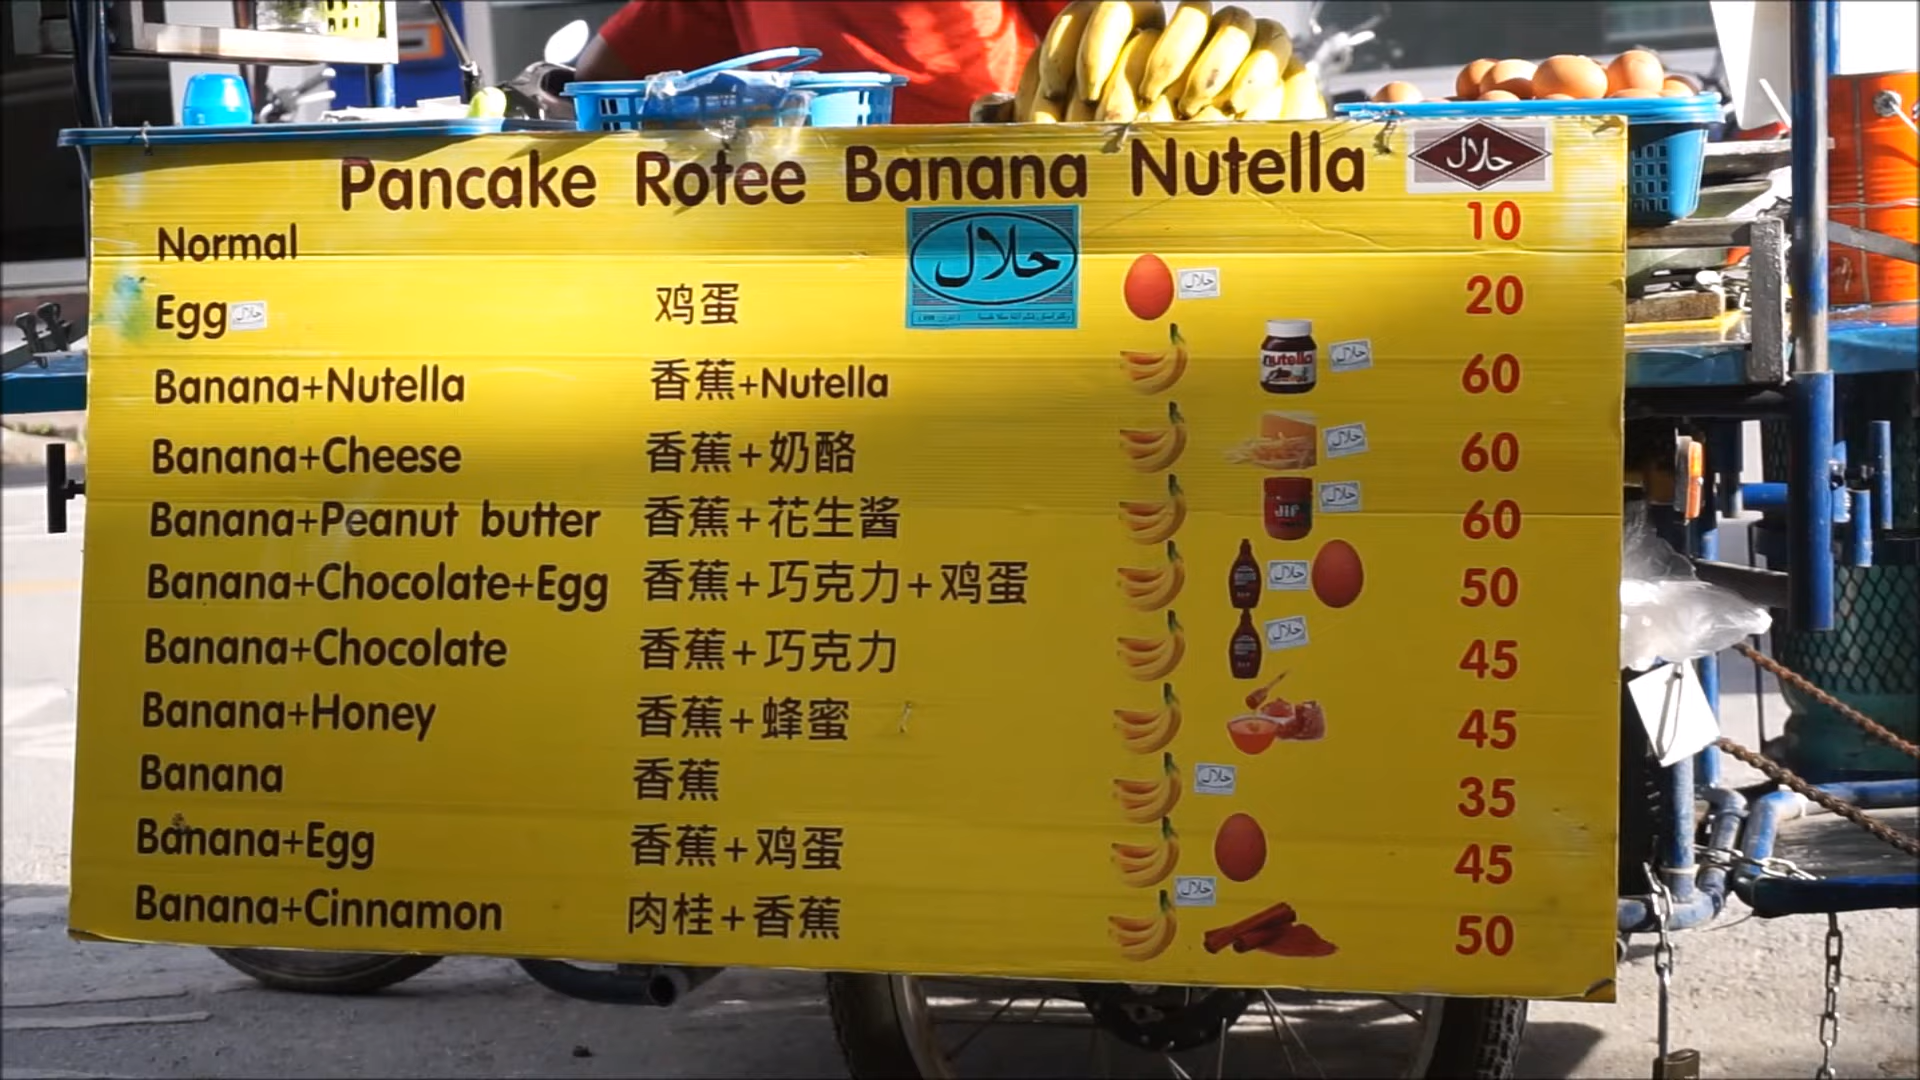 Pancake Rotee Banana Nutella حلال
Normal 10
حلال
Egg حلال 鸡蛋 حلال 20
Banana+Nutella 香蕉+Nutella nutella حلال 60
Banana+Cheese 香蕉+奶酪 حلال 60
Banana+Peanut butter 香蕉+花生酱 Jif حلال 60
Banana+Chocolate+Egg 香蕉+巧克力+鸡蛋 حلال 50
Banana+Chocolate 香蕉+巧克力 حلال 45
Banana+Honey 香蕉+蜂蜜 45
Banana 香蕉 حلال 35
Banana+Egg 香蕉+鸡蛋 45
Banana+Cinnamon 肉桂+香蕉 حلال 50